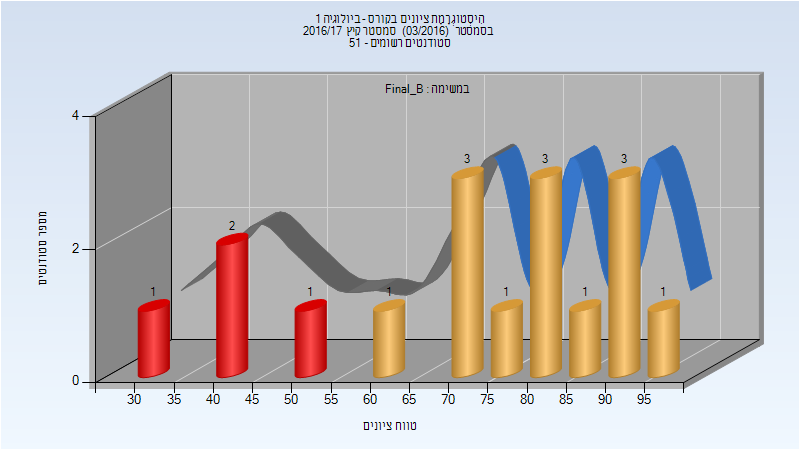 היסטוגרמת ציונים בקורס - ביולוגיה 1
בסמסטר (03/2016) סמסטר קיץ 2016/17
סטודנטים רשומים - 51
במשימה : Final_B
מספר סטודנטים
4
2
0
1
2
1
1
3
1
3
1
3
1
30 35 40 45 50 55 60 65 70 75 80 85 90 95
טווח ציונים